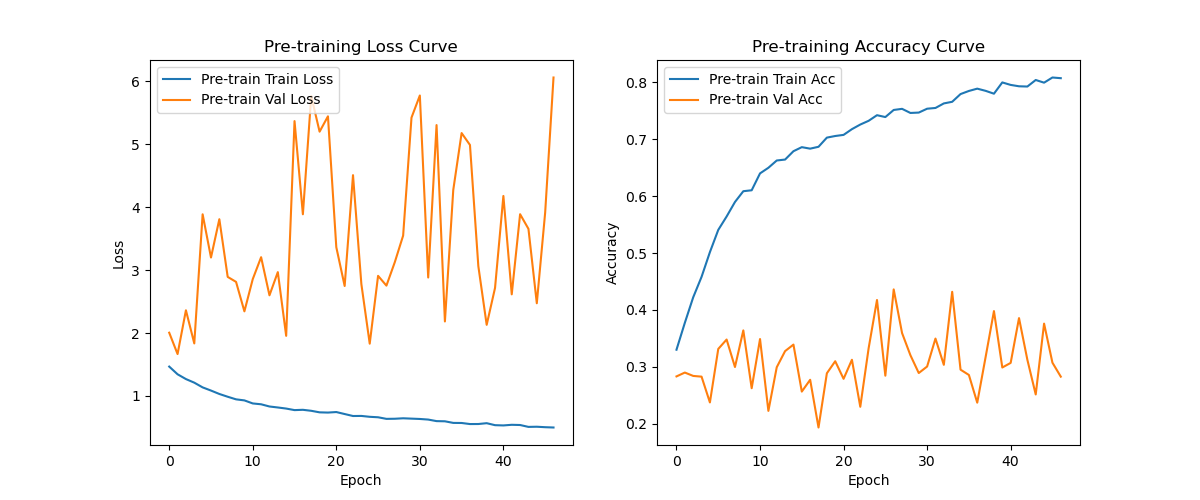 Pre-training Loss Curve
Pre-train Train Loss
Pre-train Val Loss
6
5
4
3
2
1
Loss
0
10
20
30
40
Epoch
Pre-training Accuracy Curve
Pre-train Train Acc
Pre-train Val Acc
0.8
0.7
0.6
0.5
0.4
0.3
0.2
Accuracy
0
10
20
30
40
Epoch